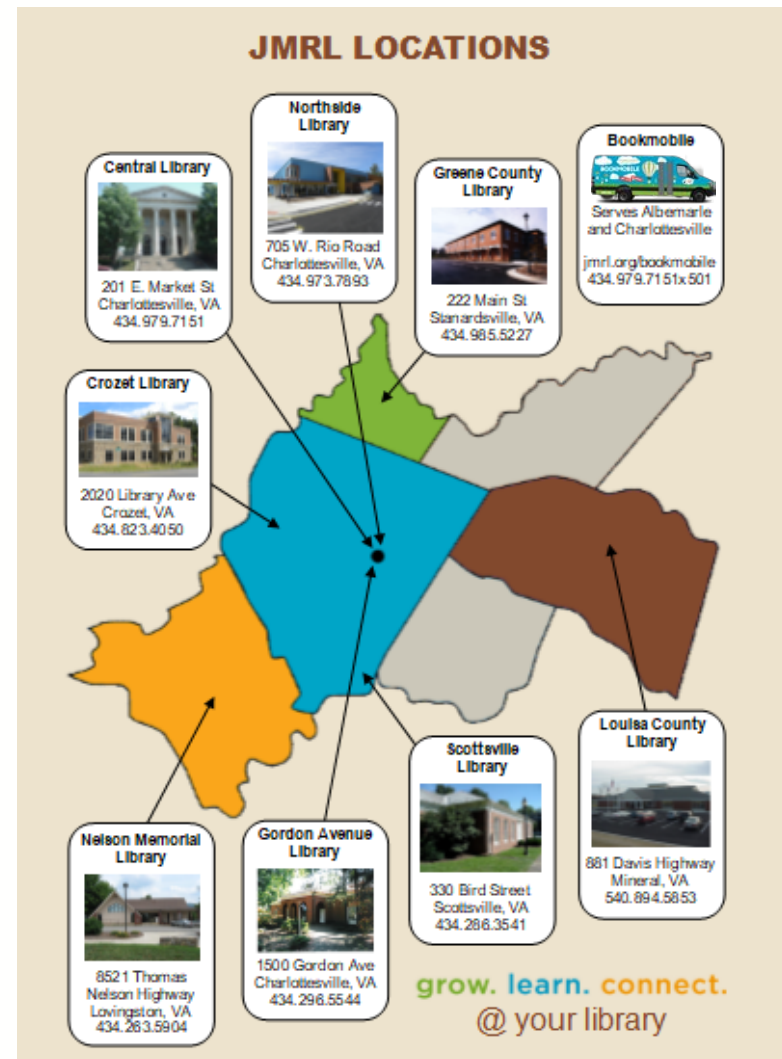 JMRL LOCATIONS
Northside
Library
705 W. Rio Road
Charlottesville, VA
434.973.7893
Central Library
201 E. Market St
Charlottesville, VA
434.979.7151
Greene County
Library
222 Main St
Stanardsville, VA
434.985.5227
Bookmobile
BOOKMOBILE
Serves Albemarle
and Charlottesville
jmrl.org/bookmobile
434.979.7151x501
Crozet Library
2020 Library Ave
Crozet, VA
434.823.4050
Louisa County
Library
881 Davis Highway
Mineral, VA
540.894.5853
Scottsville
Library
330 Bird Street
Scottsville, VA
434.286.3541
Nelson Memorial
Library
8521 Thomas
Nelson Highway
Lovingston, VA
434.263.5904
Gordon Avenue
Library
1500 Gordon Ave
Charlottesville, VA
434.296.5544
grow. learn. connect.
@ your library